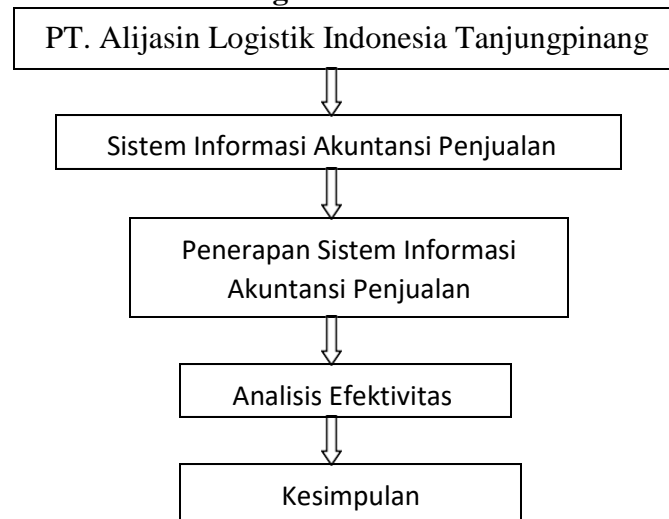 PT. Alijasin Logistik Indonesia Tanjungpinang
Sistem Informasi Akuntansi Penjualan
Penerapan Sistem Informasi
Akuntansi Penjualan
Analisis Efektivitas
Kesimpulan